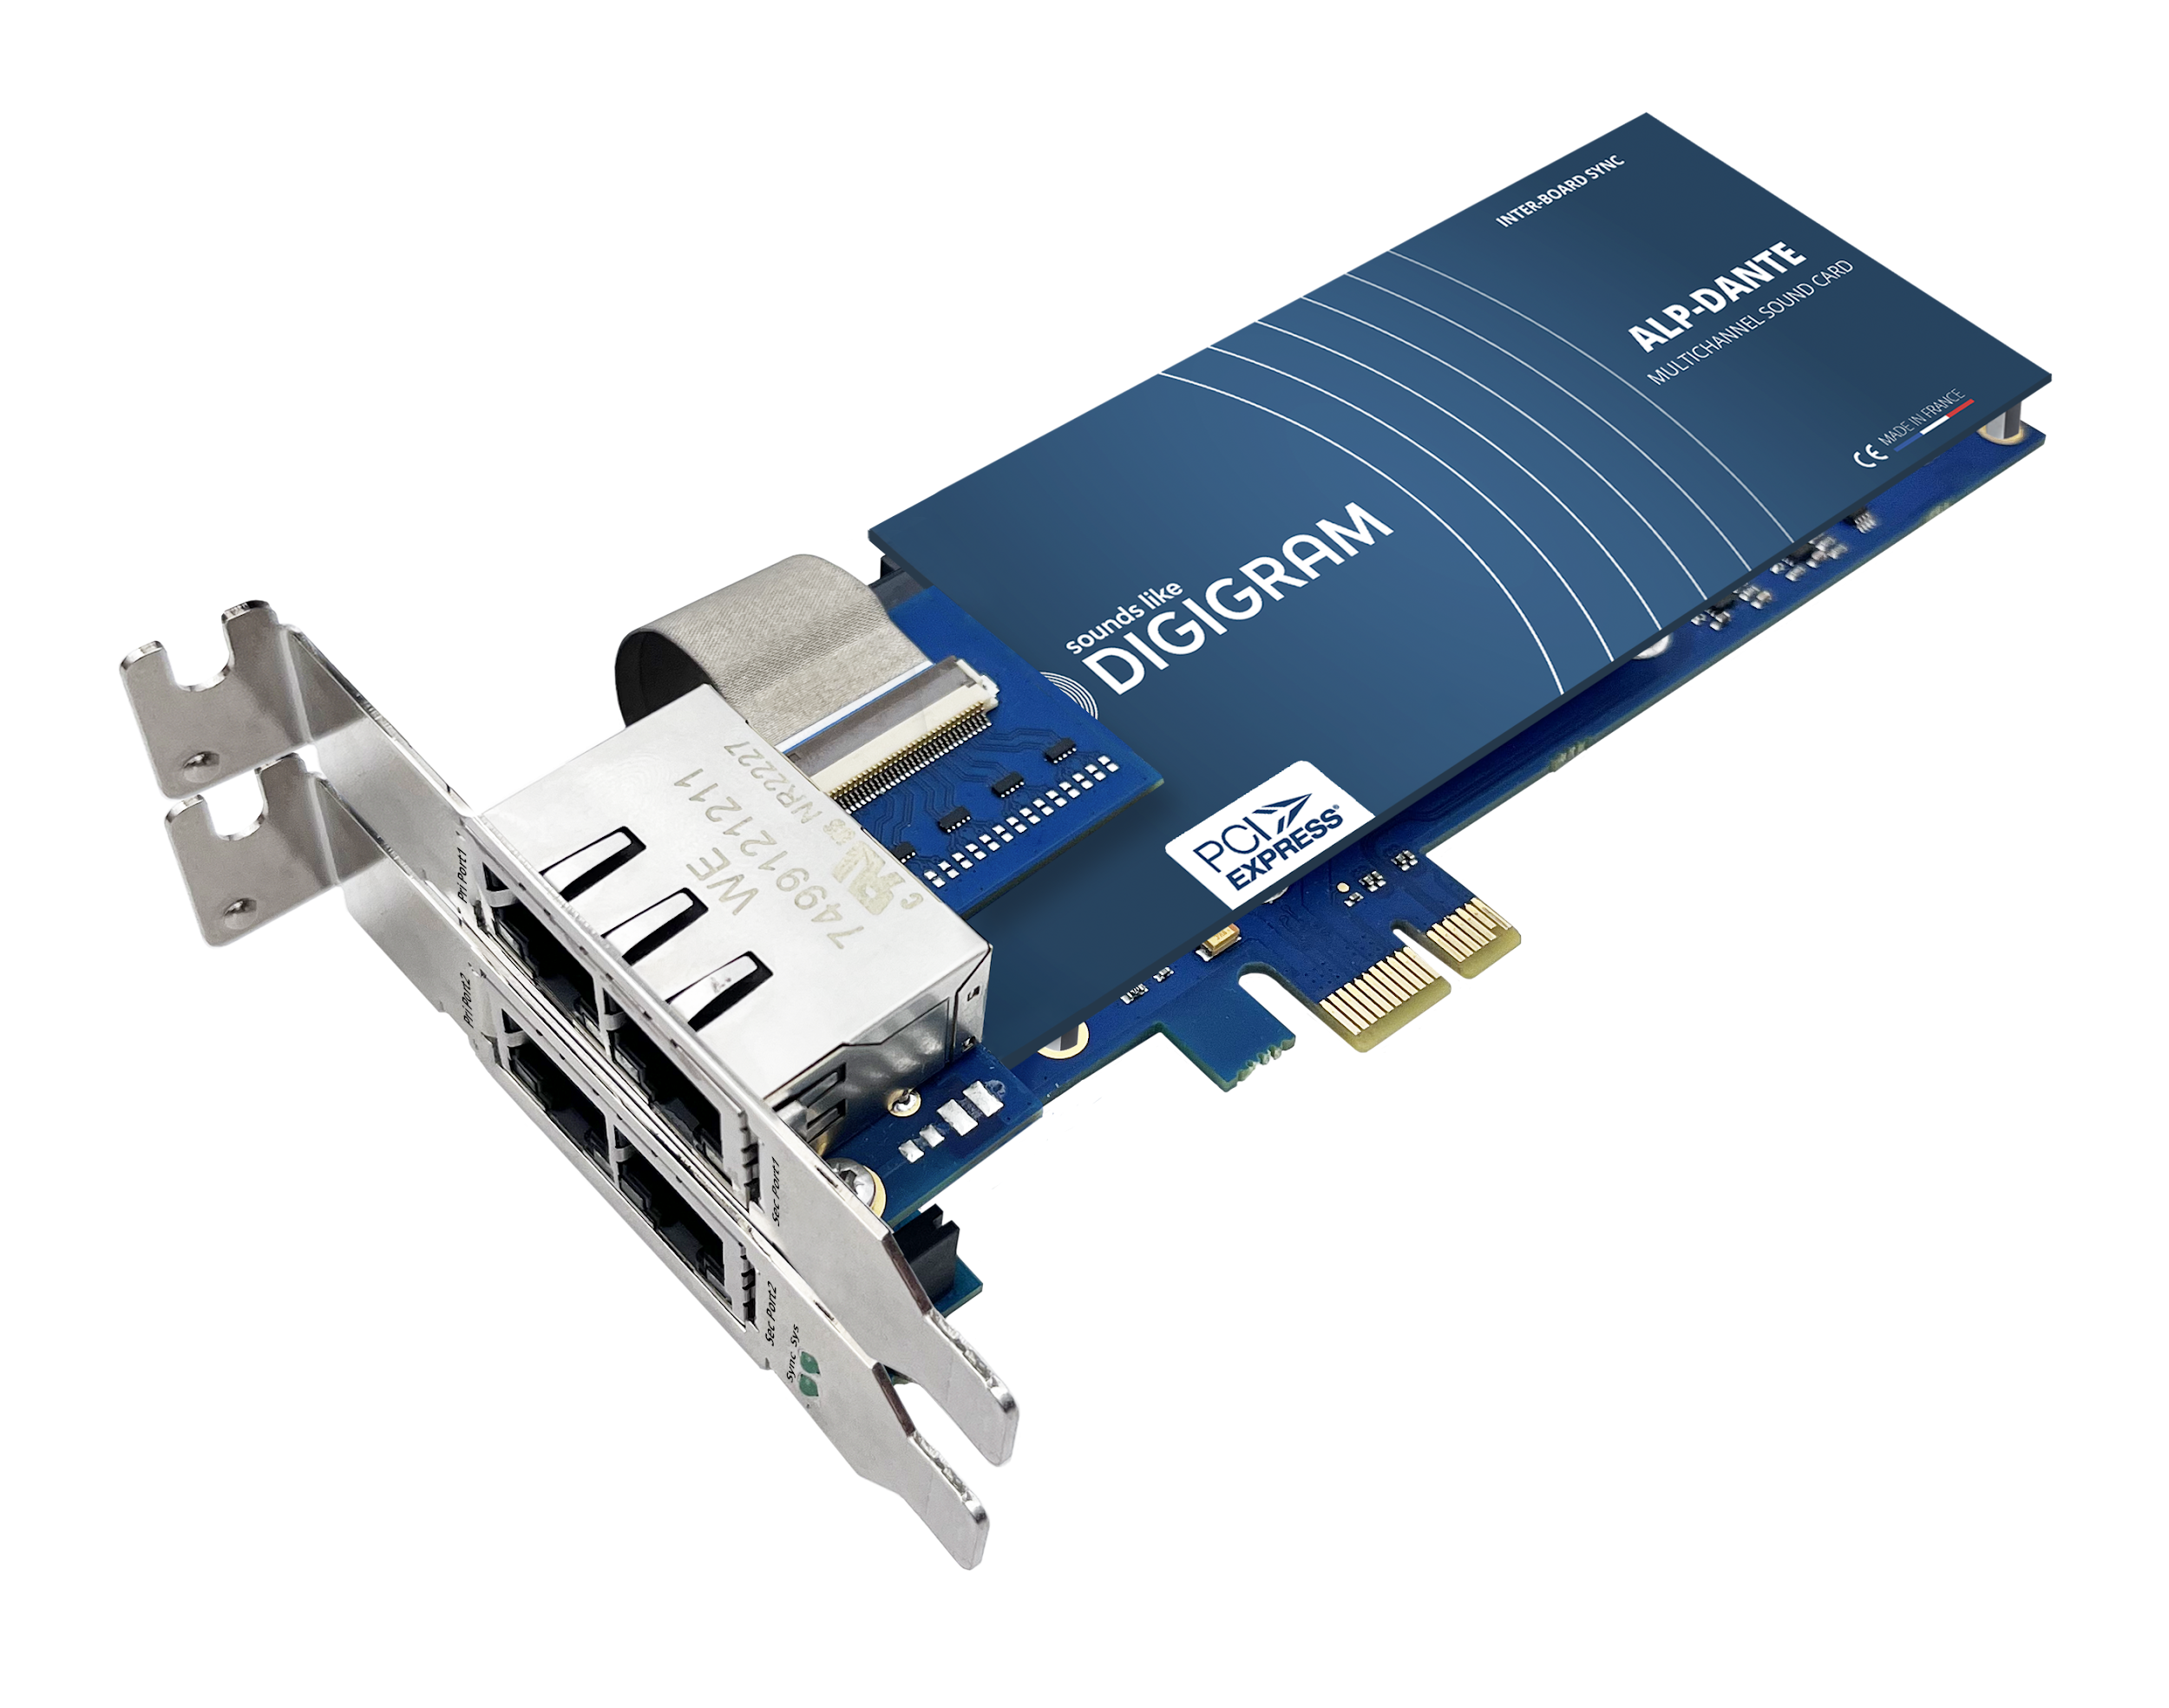 INTER-BOARD SYNC
ALP-DANTE
MULTICHANNEL SOUND CARD
CE MADE IN FRANCE
sounds like
DIGIGRAM
PCI
EXPRESS®
WE
7499121211
NR2227
Pri Port1
Sec Port1
Pri Port2
Sec Port2
Sync Sys